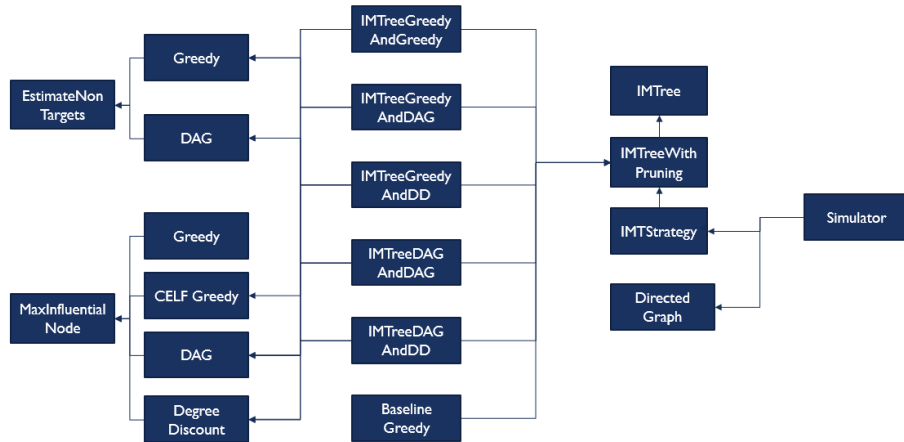 EstimateNon
Targets
MaxInfluential
Node
Greedy
DAG
Greedy
CELF Greedy
DAG
Degree
Discount
IMTreeGreedy
AndGreedy
IMTreeGreedy
AndDAG
IMTreeGreedy
AndDD
IMTreeDAG
AndDAG
IMTreeDAG
AndDD
Baseline
Greedy
IMTree
IMTreeWith
Pruning
IMTStrategy
Directed
Graph
Simulator